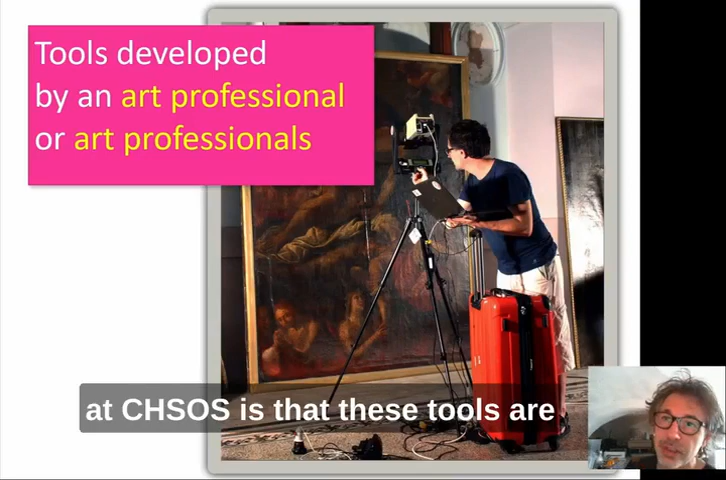 Tools developed
by an art professional
or art professionals
at CHSOS is that these tools are